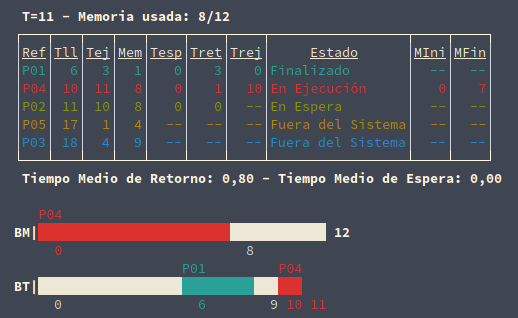 T=11 - Memoria usada: 8/12
Ref Tll Tej Mem Tesp Tret Trej Estado MIni MFin
P01 6 3 1 0 3 0 Finalizado -- --
P04 10 11 8 0 1 10 En Ejecución 0 7
P02 11 10 8 0 0 -- En Espera -- --
P05 17 1 4 -- -- -- Fuera del Sistema -- --
P03 18 4 9 -- -- -- Fuera del Sistema -- --
Tiempo Medio de Retorno: 0,80 - Tiempo Medio de Espera: 0,00
P04
BM| 12
0 8
P01 P04
BT|
0 6 9 10 11